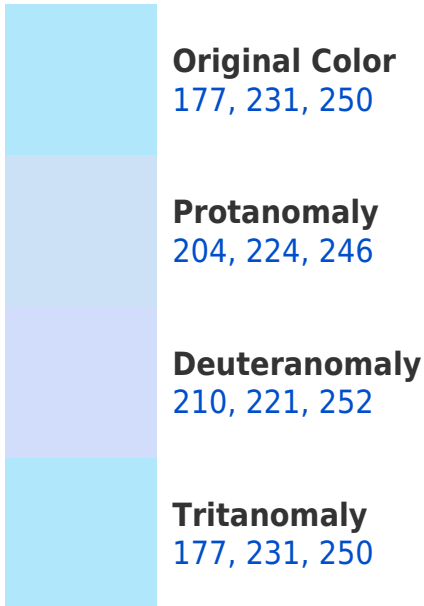 Original Color
177, 231, 250
Protanomaly
204, 224, 246
Deuteranomaly
210, 221, 252
Tritanomaly
177, 231, 250